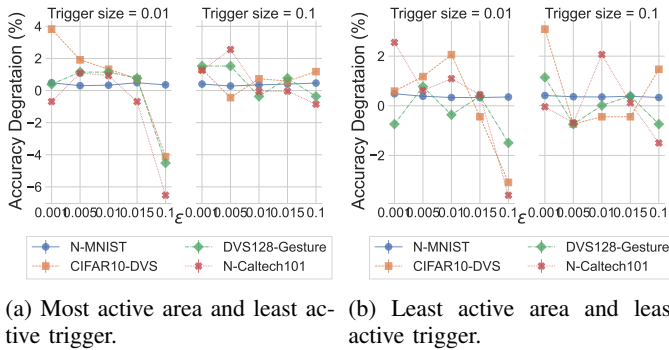 Trigger size = 0.01 Trigger size = 0.1
Accuracy Degrataion (%)
4
2
0
−2
−4
−6
0.001 0.005 0.01 0.015 0.1
ε
0.001 0.005 0.01 0.015 0.1
N-MNIST DVS128-Gesture
CIFAR10-DVS N-Caltech101
(a) Most active area and least ac-
tive trigger.
Trigger size = 0.01 Trigger size = 0.1
Accuracy Degrataion (%)
2
0
−2
0.001 0.005 0.01 0.015 0.1
ε
0.001 0.005 0.01 0.015 0.1
N-MNIST DVS128-Gesture
CIFAR10-DVS N-Caltech101
(b) Least active area and leas
active trigger.